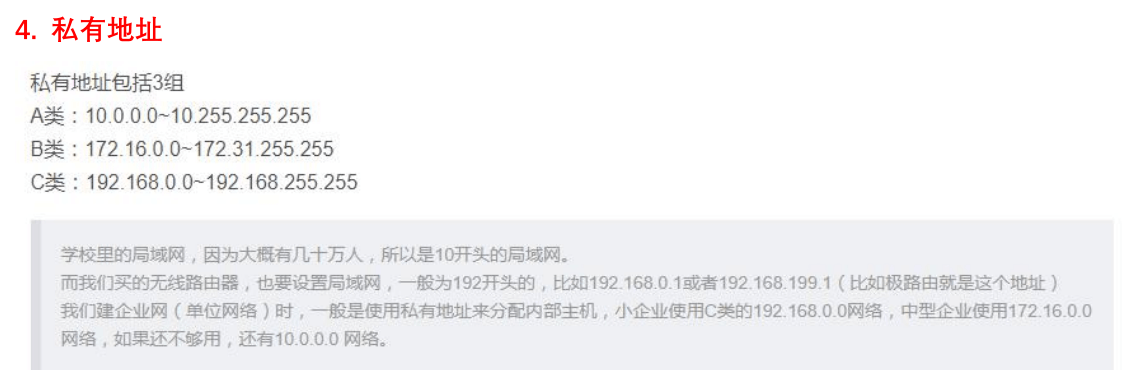 4. 私有地址
私有地址包括3组
A类：10.0.0.0~10.255.255.255
B类：172.16.0.0~172.31.255.255
C类：192.168.0.0~192.168.255.255
学校里的局域网，因为大概有几十万人，所以是10开头的局域网。
而我们买的无线路由器，也要设置局域网，一般为192开头的，比如192.168.0.1或者192.168.199.1（比如极路由就是这个地址）
我们建企业网（单位网络）时，一般是使用私有地址来分配内部主机，小企业使用C类的192.168.0.0网络，中型企业使用172.16.0.0
网络，如果还不够用，还有10.0.0.0 网络。